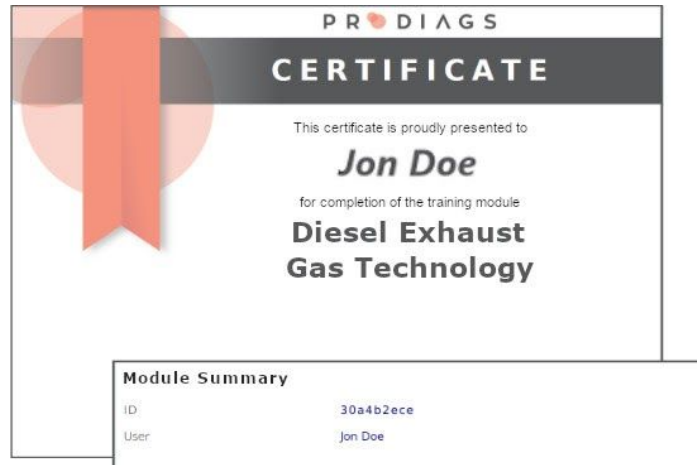 PRODIAGS
CERTIFICATE
This certificate is proudly presented to
Jon Doe
for completion of the training module
Diesel Exhaust
Gas Technology
Module Summary
ID 30a4b2ece
User Jon Doe